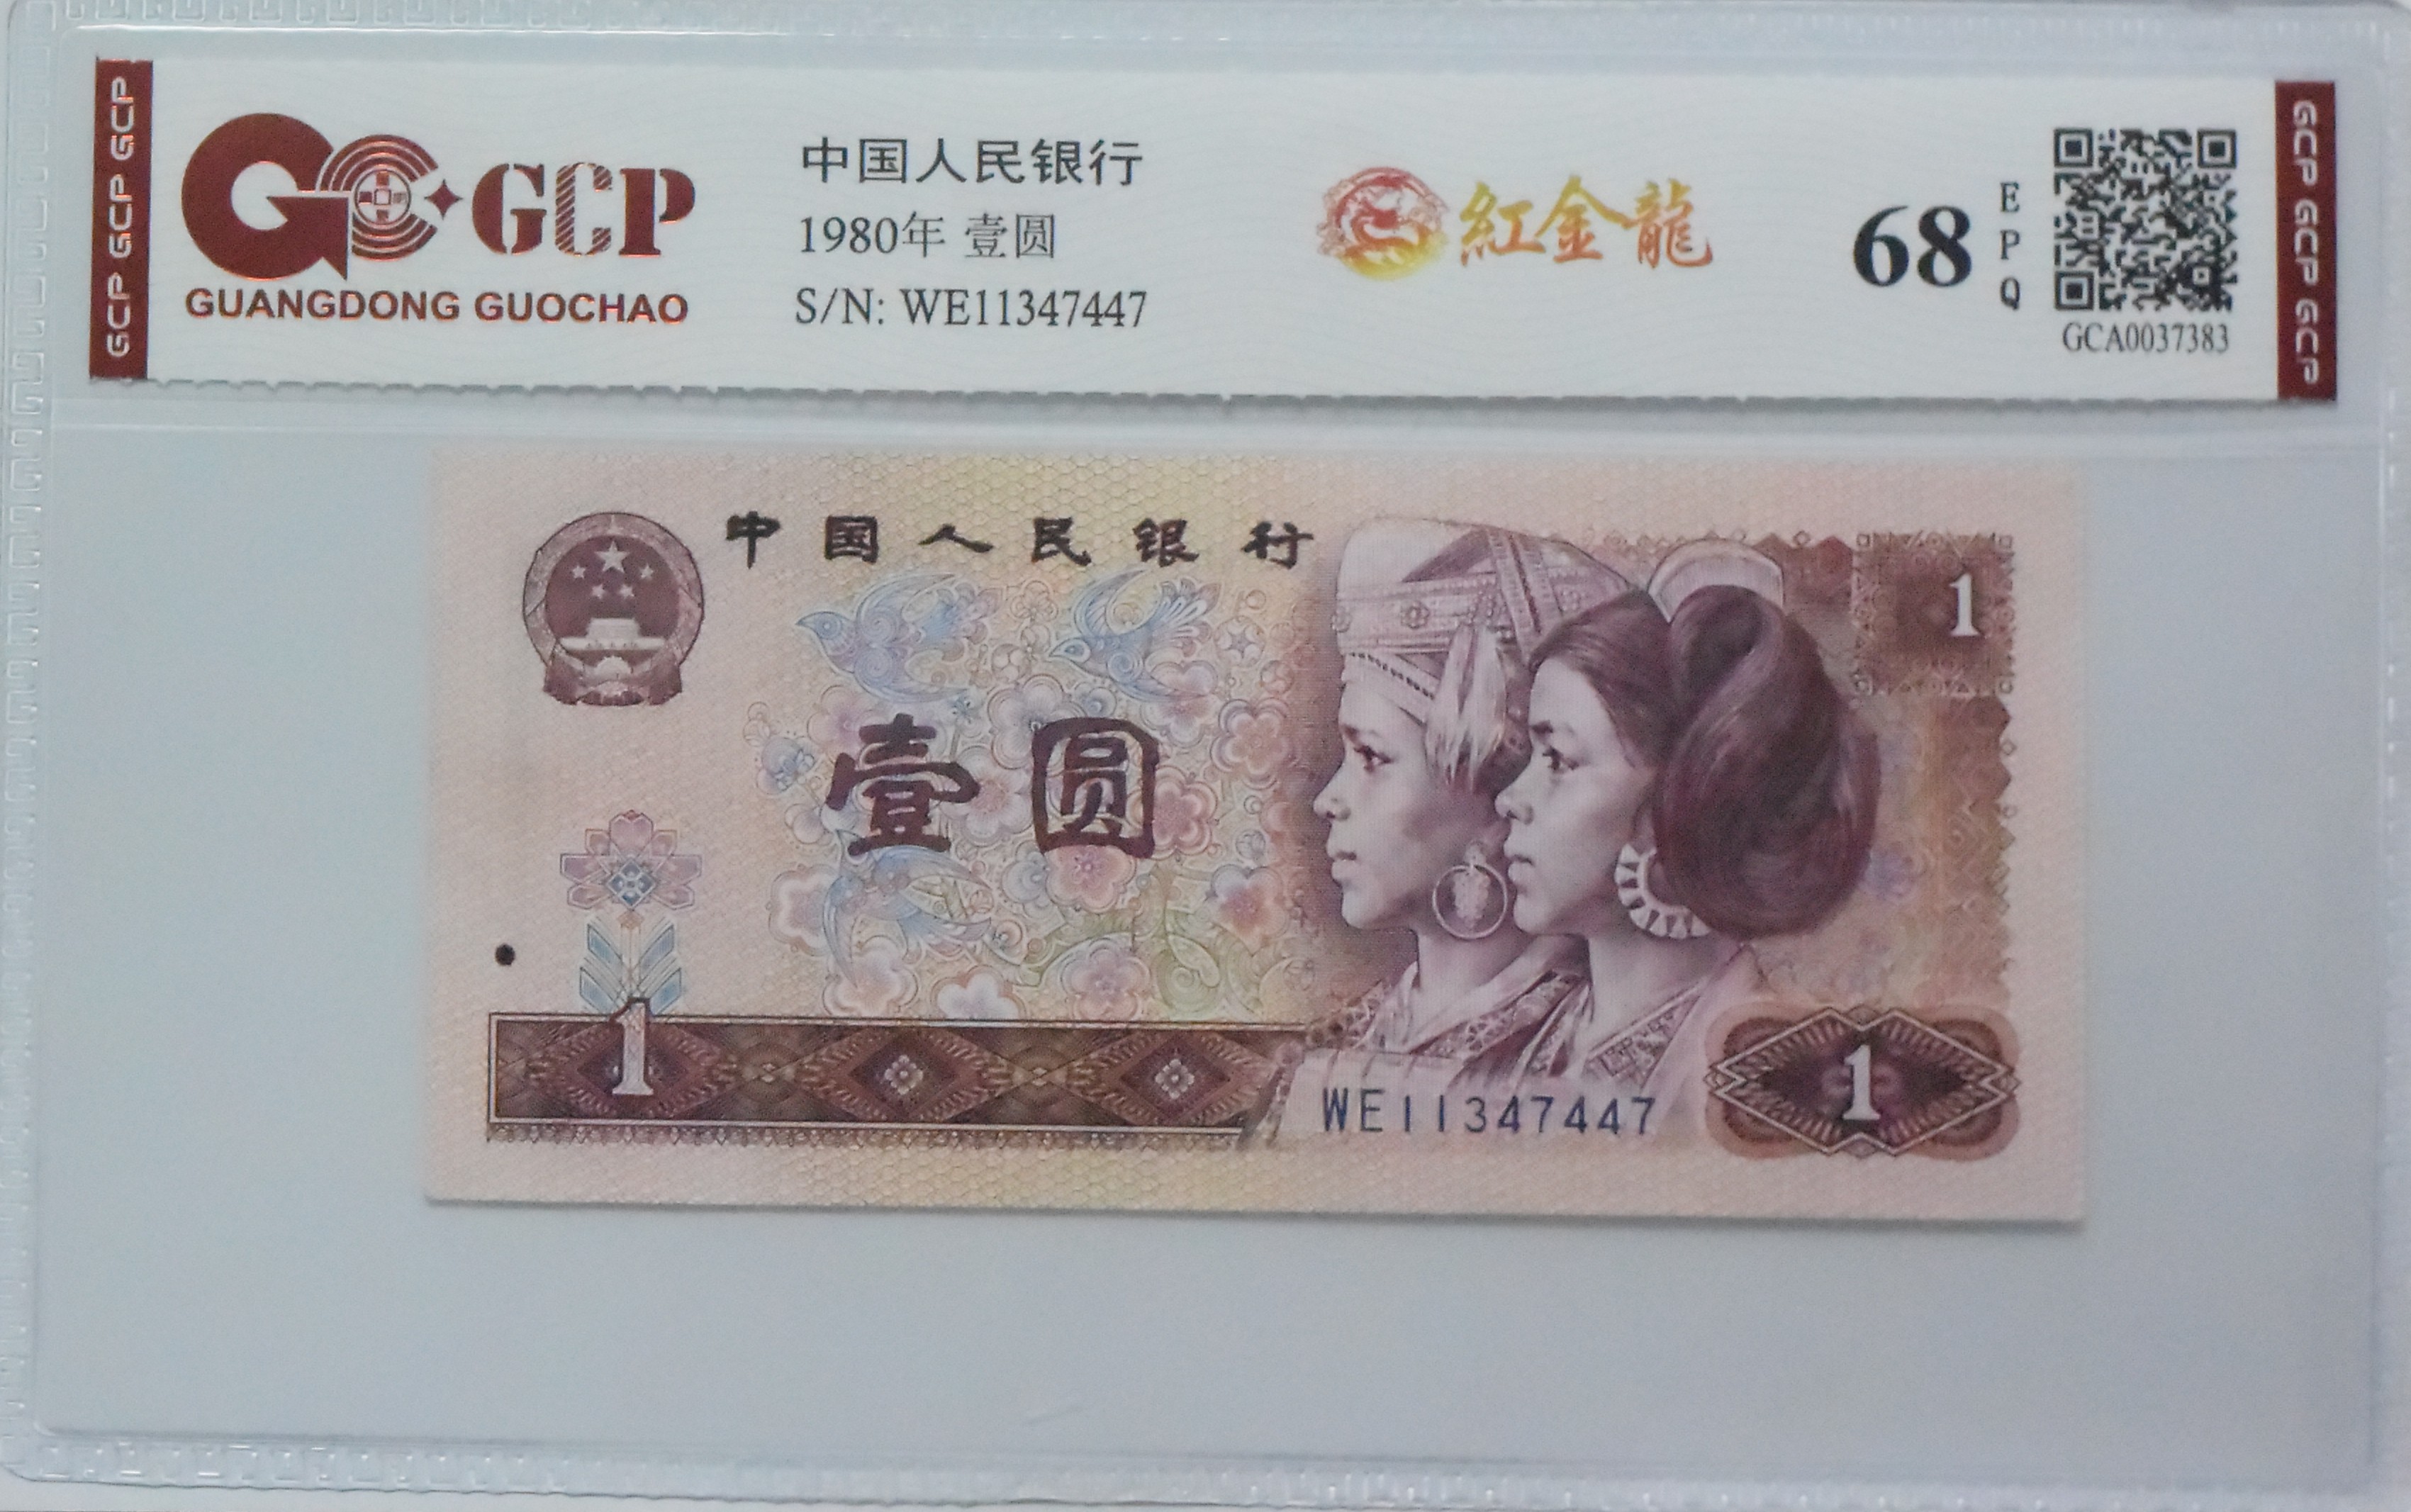 GCP GCP GCP
GCP
GUANGDONG GUOCHAO
中国人民银行
1980年 壹圆
S/N: WE11347447
紅金龍
68
EPQ
GCA0037383
GCP GCP GCP
中国人民银行
1
壹圆
1
WE11347447
1